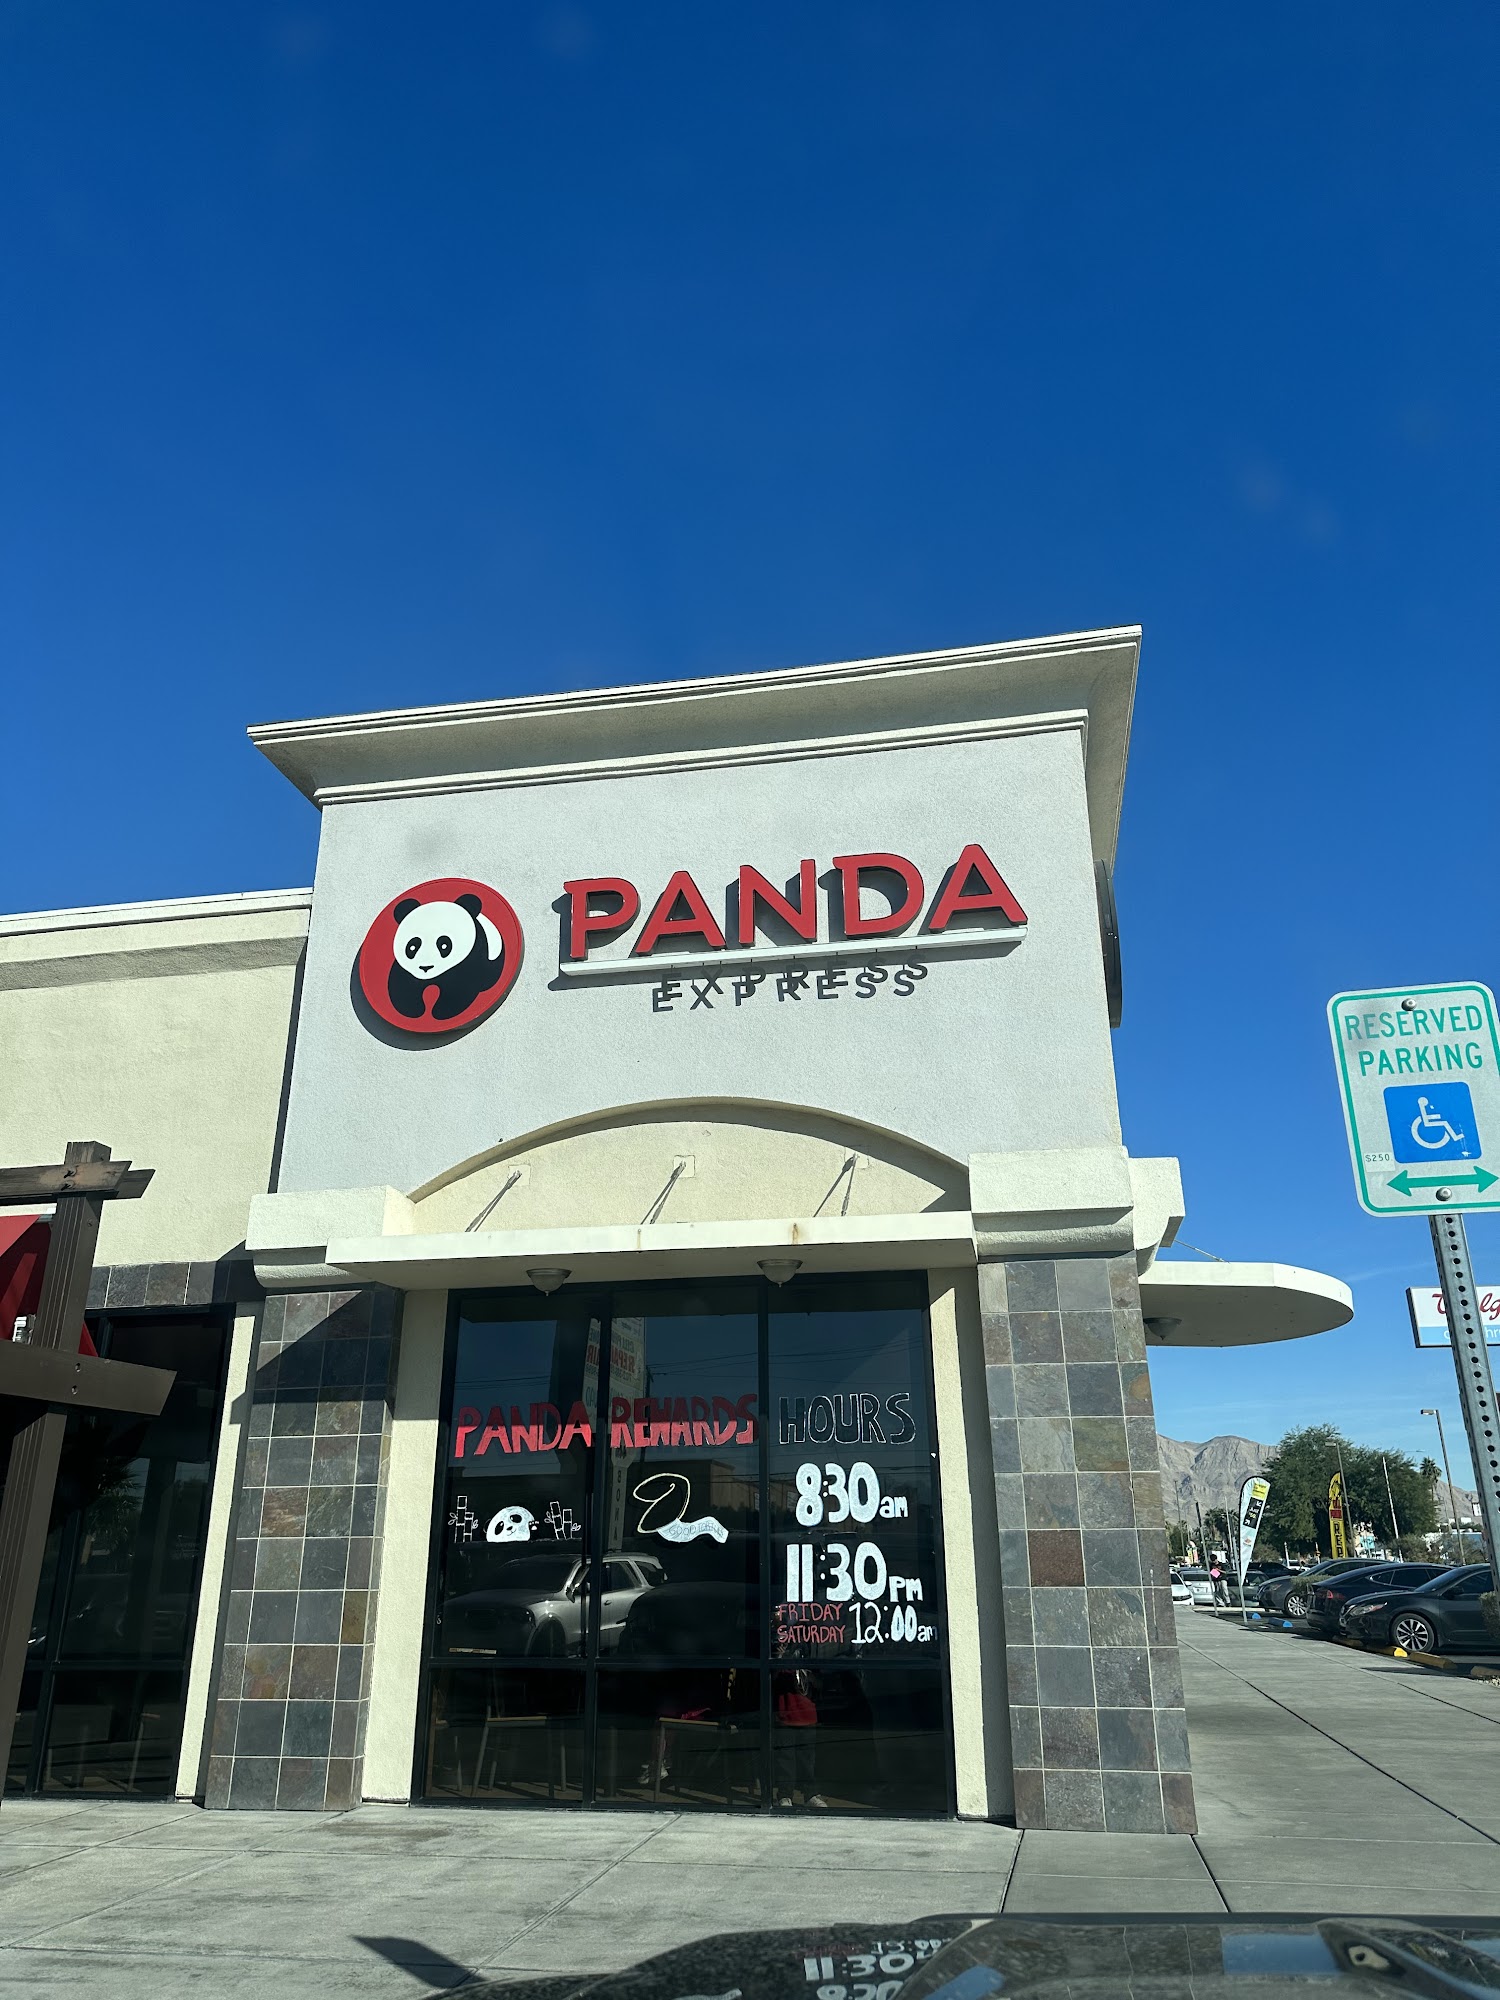 PANDA
EXPRESS
RESERVED
PARKING
$250
PANDA REWARDS HOURS
8:30am
11:30PM
FRIDAY
SATURDAY 12:00am